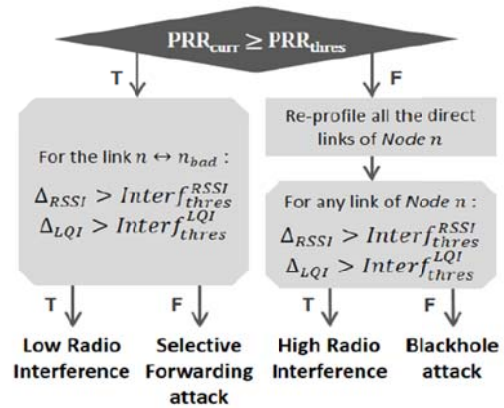 PRR_curr ≥ PRR_thres
T
F
For the link n ↔ n_bad :
Δ_RSSI > Interf_thres^RSSI
Δ_LQI > Interf_thres^LQI
Re-profile all the direct
links of Node n
For any link of Node n :
Δ_RSSI > Interf_thres^RSSI
Δ_LQI > Interf_thres^LQI
T
F
T
F
Low Radio
Interference
Selective
Forwarding
attack
High Radio
Interference
Blackhole
attack